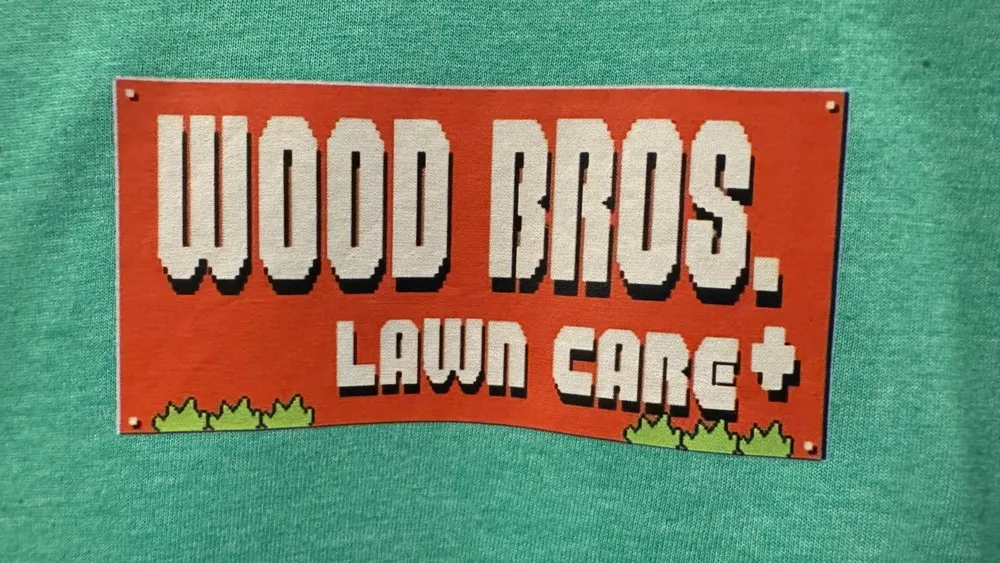 WOOD BROS.
LAWN CARE+